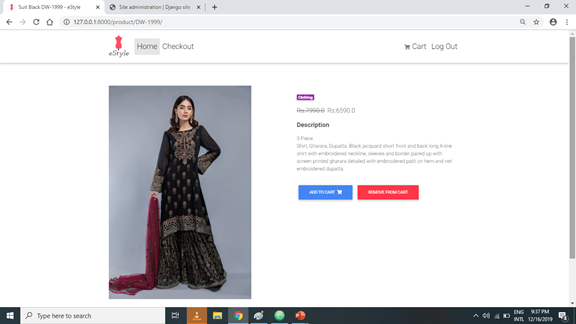 Suit Black DW-1999 - eStyle
Site administration | Django site
127.0.0.1:8000/product/DW-1999/
eStyle
Home
Checkout
Cart
Log Out
Clothing
Rs.7990.0 Rs.6590.0
Description
3 Piece
Shirt, Gharara, Dupatta. Black jacquard short front and back long A-line
shirt with embroidered neckline, sleeves and border paired up with
screen printed gharara detailed with embroidered patti on hem and net
embroidered dupatta.
ADD TO CART
REMOVE FROM CART
Type here to search
ENG
INTL
9:37 PM
12/16/2019